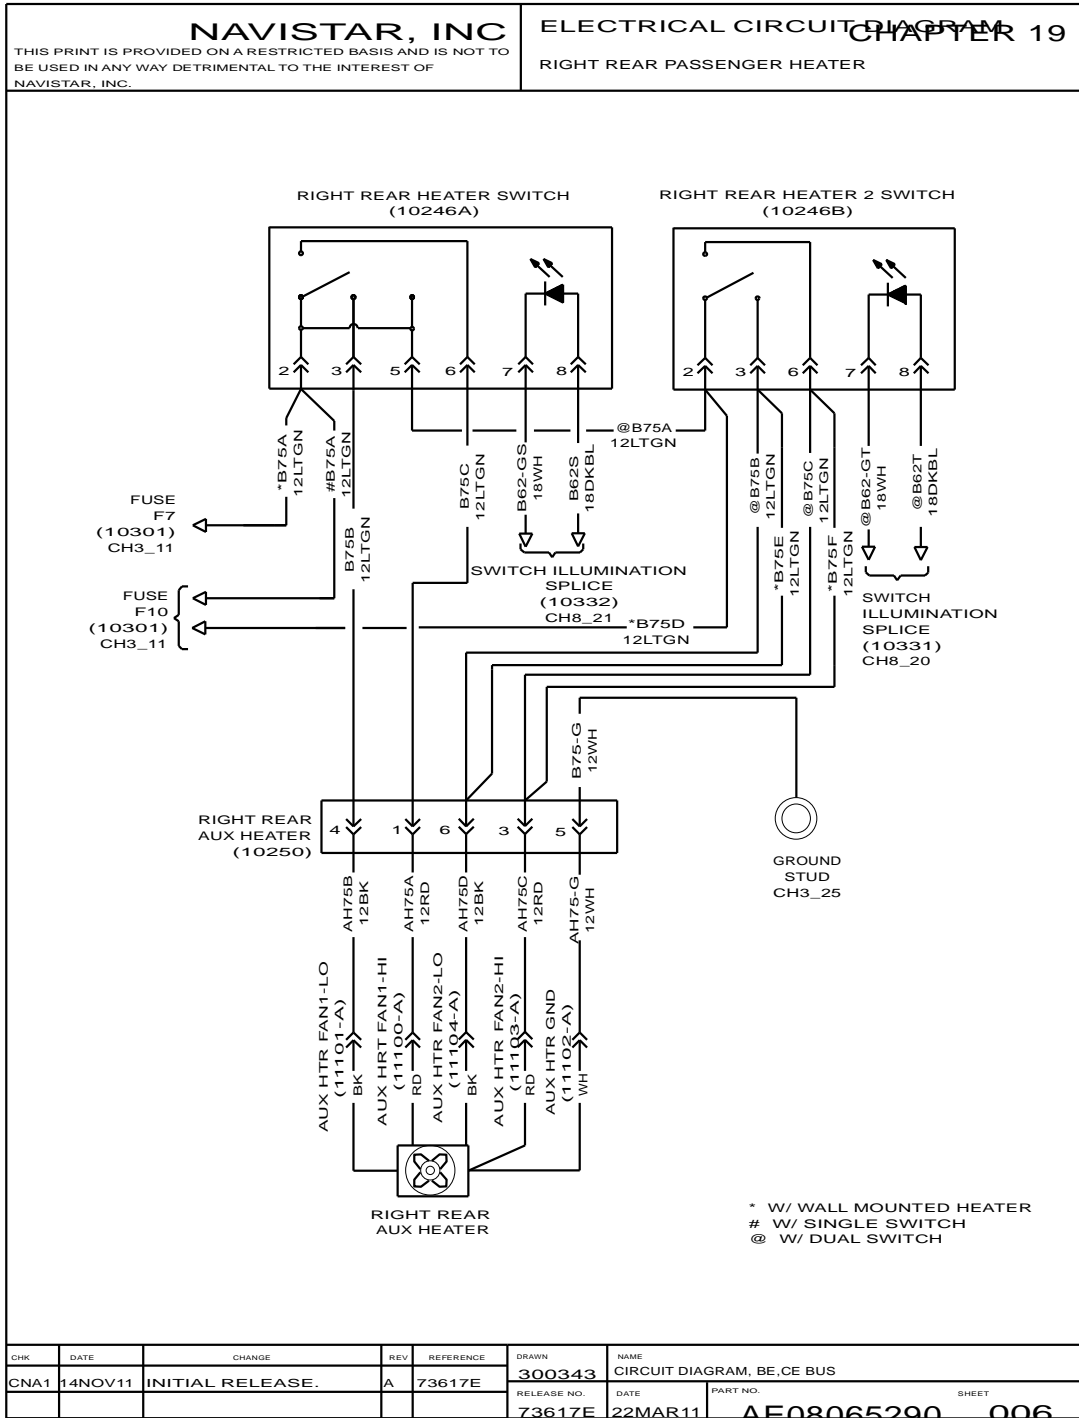 NAVISTAR, INC
THIS PRINT IS PROVIDED ON A RESTRICTED BASIS AND IS NOT TO
BE USED IN ANY WAY DETRIMENTAL TO THE INTEREST OF
NAVISTAR, INC.
ELECTRICAL CIRCUIT DIAGRAM
CHAPTER 19
RIGHT REAR PASSENGER HEATER
RIGHT REAR HEATER SWITCH
(10246A)
RIGHT REAR HEATER 2 SWITCH
(10246B)
2 3 5 6 7 8
2 3 6 7 8
*B75A
12LTGN
#B75A
12LTGN
B75B
12LTGN
B75C
12LTGN
B62-GS
18WH
B62S
18DKBL
@B75A
12LTGN
@B75B
12LTGN
*B75E
12LTGN
@B75C
12LTGN
*B75F
12LTGN
@B62-GT
18WH
@B62T
18DKBL
FUSE
F7
(10301)
CH3_11
FUSE
F10
(10301)
CH3_11
SWITCH ILLUMINATION
SPLICE
(10332)
CH8_21
*B75D
12LTGN
SWITCH
ILLUMINATION
SPLICE
(10331)
CH8_20
B75-G
12WH
RIGHT REAR
AUX HEATER
(10250)
4 1 6 3 5
GROUND
STUD
CH3_25
AH75B
12BK
AH75A
12RD
AH75D
12BK
AH75C
12RD
AH75-G
12WH
AUX HTR FAN1-LO
(11101-A)
BK
AUX HRT FAN1-HI
(11100-A)
RD
AUX HTR FAN2-LO
(11104-A)
BK
AUX HTR FAN2-HI
(11103-A)
RD
AUX HTR GND
(11102-A)
WH
RIGHT REAR
AUX HEATER
* W/ WALL MOUNTED HEATER
# W/ SINGLE SWITCH
@ W/ DUAL SWITCH
CHK DATE CHANGE REV REFERENCE
CNA1 14NOV11 INITIAL RELEASE. A 73617E
DRAWN
300343
NAME
CIRCUIT DIAGRAM, BE,CE BUS
RELEASE NO.
73617E
DATE
22MAR11
PART NO.
AE08065290
SHEET
006